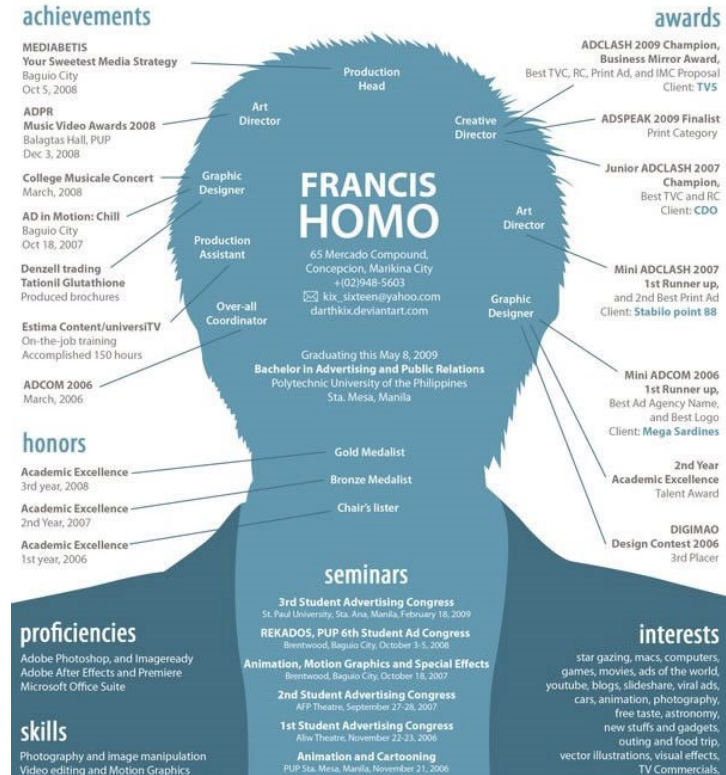 achievements
MEDIABETIS
Your Sweetest Media Strategy
Baguio City
Oct 5, 2008
ADPR
Music Video Awards 2008
Balagtas Hall, PUP
Dec 3, 2008
College Musicale Concert
March, 2008
AD in Motion: Chill
Baguio City
Oct 18, 2007
Denzell trading
Tationil Glutathione
Produced brochures
Estima Content/universiTV
On-the-job training
Accomplished 150 hours
ADCOM 2006
March, 2006
honors
Academic Excellence
3rd year, 2008
Academic Excellence
2nd Year, 2007
Academic Excellence
1st year, 2006
proficiencies
Adobe Photoshop, and Imageready
Adobe After Effects and Premiere
Microsoft Office Suite
skills
Photography and image manipulation
Video editing and Motion Graphics
Production
Head
Art
Director
Creative
Director
Graphic
Designer
Production
Assistant
Over-all
Coordinator
Art
Director
Graphic
Designer
FRANCIS
HOMO
65 Mercado Compound,
Concepcion, Marikina City
+(02)948-5603
kix_sixteen@yahoo.com
darthkix.deviantart.com
Graduating this May 8, 2009
Bachelor in Advertising and Public Relations
Polytechnic University of the Philippines
Sta. Mesa, Manila
Gold Medalist
Bronze Medalist
Chair's lister
seminars
3rd Student Advertising Congress
St. Paul University, Sta. Ana, Manila, February 18, 2009
REKADOS, PUP 6th Student Ad Congress
Brentwood, Baguio City, October 3-5, 2008
Animation, Motion Graphics and Special Effects
Brentwood, Baguio City, October 18, 2007
2nd Student Advertising Congress
AFP Theatre, September 27-28, 2007
1st Student Advertising Congress
Aliw Theatre, November 22-23, 2006
Animation and Cartooning
PUP Sta. Mesa, Manila, November 21, 2006
awards
ADCLASH 2009 Champion,
Business Mirror Award,
Best TVC, RC, Print Ad, and IMC Proposal
Client: TV5
ADSPEAK 2009 Finalist
Print Category
Junior ADCLASH 2007
Champion,
Best TVC and RC
Client: CDO
Mini ADCLASH 2007
1st Runner up,
and 2nd Best Print Ad
Client: Stabilo point 88
Mini ADCOM 2006
1st Runner up,
Best Ad Agency Name,
and Best Logo
Client: Mega Sardines
2nd Year
Academic Excellence
Talent Award
DIGIMAO
Design Contest 2006
3rd Placer
interests
star gazing, macs, computers,
games, movies, ads of the world,
youtube, blogs, slideshare, viral ads,
cars, animation, photography,
free taste, astronomy,
new stuffs and gadgets,
outing and food trip,
vector illustrations, visual effects,
TV Commercials